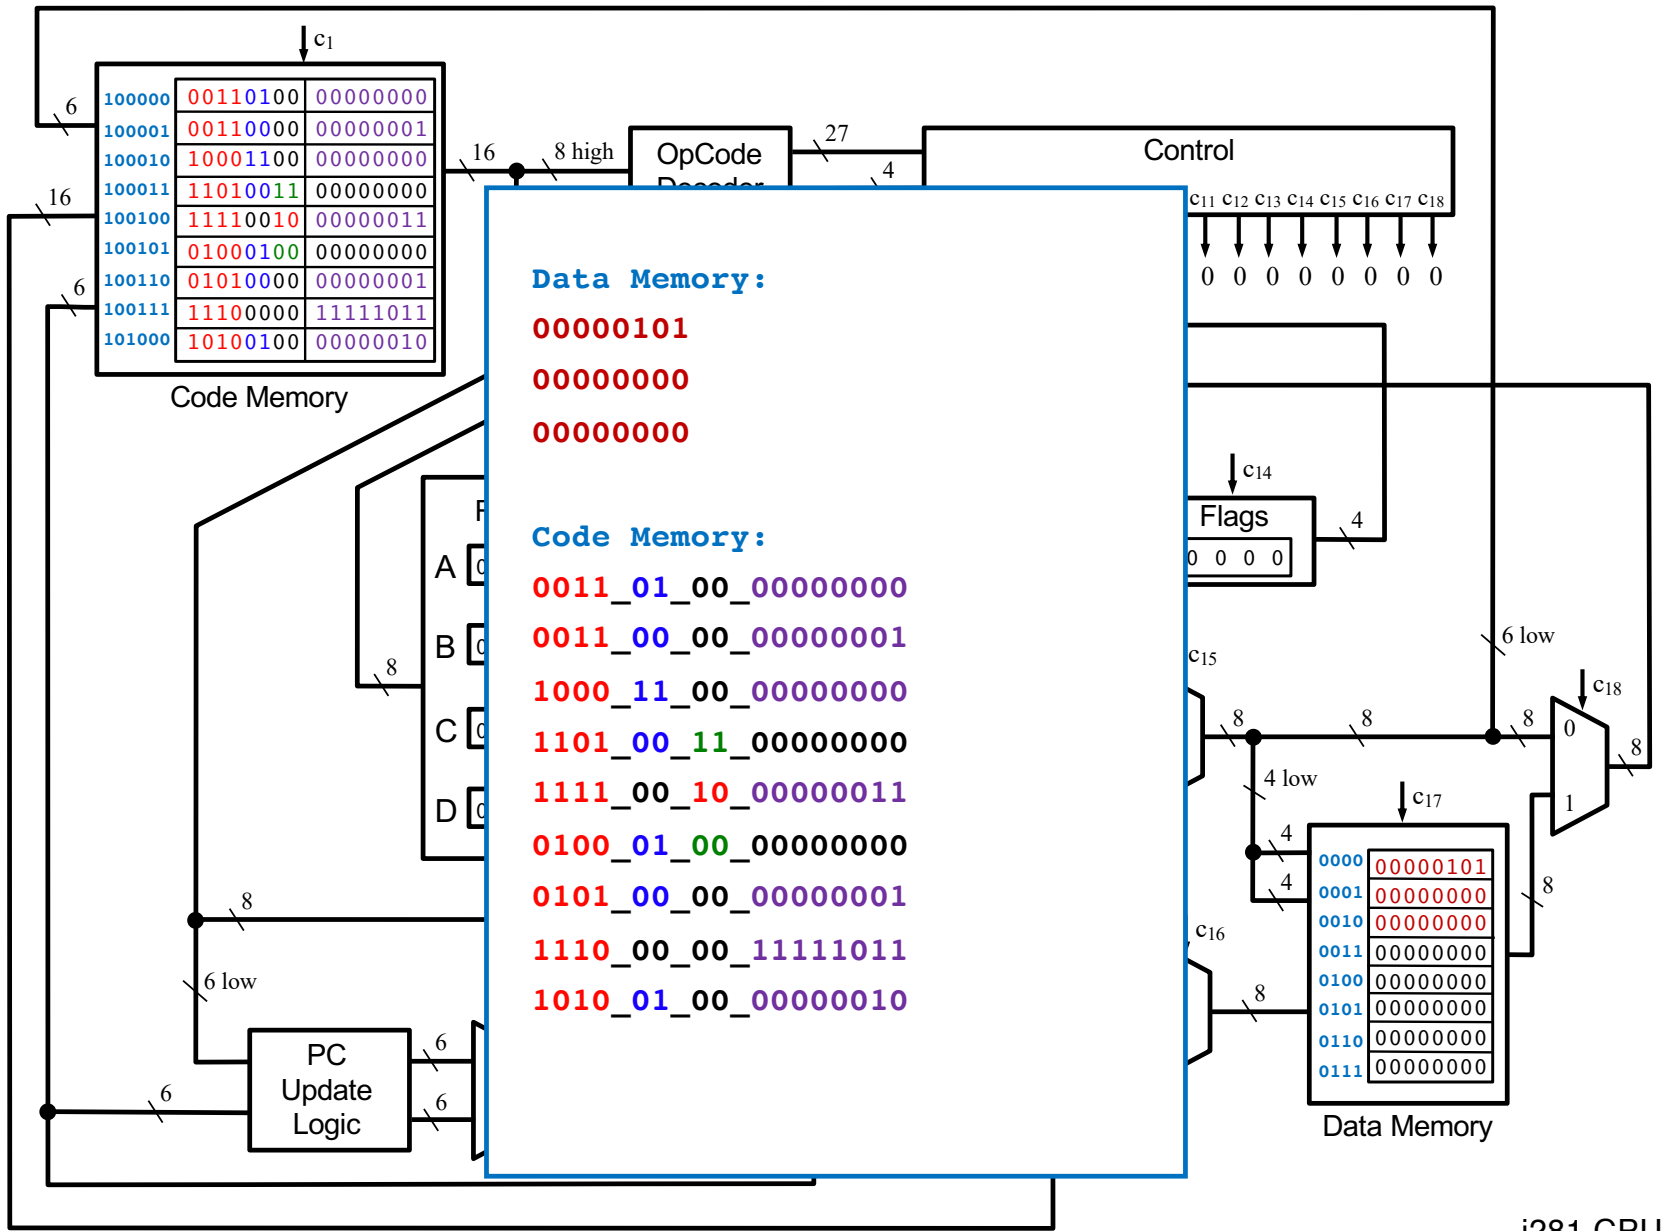 c1
100000 00110100 00000000
100001 00110000 00000001
100010 10001100 00000000
100011 11010011 00000000
100100 11110010 00000011
100101 01000100 00000000
100110 01010000 00000001
100111 11100000 11111011
101000 10100100 00000010
Code Memory
6
16
6
16
8 high
OpCode
27
4
Control
c11 c12 c13 c14 c15 c16 c17 c18
0 0 0 0 0 0 0 0
Data Memory:
00000101
00000000
00000000
Code Memory:
0011_01_00_00000000
0011_00_00_00000001
1000_11_00_00000000
1101_00_11_00000000
1111_00_10_00000011
0100_01_00_00000000
0101_00_00_00000001
1110_00_00_11111011
1010_01_00_00000010
A
B
C
D
8
8
6 low
PC
Update
Logic
6
6
6
c14
Flags
0 0 0 0
4
c15
8
8
8
6 low
c18
0
1
8
4 low
4
4
c17
0000 00000101
0001 00000000
0010 00000000
0011 00000000
0100 00000000
0101 00000000
0110 00000000
0111 00000000
Data Memory
8
c16
8